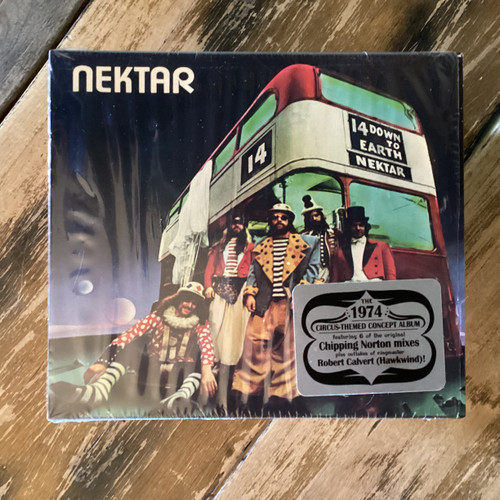 NEKTAR
14
14 DOWN
TO
EARTH
NEKTAR
THE
1974
CIRCUS-THEMED CONCEPT ALBUM
featuring 6 of the original
Chipping Norton mixes
plus outtakes of ringmaster
Robert Calvert (Hawkwind)!